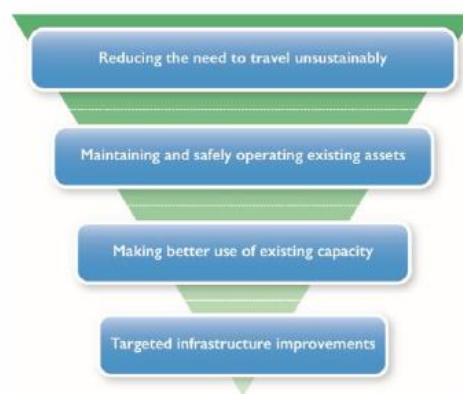 Reducing the need to travel unsustainably
Maintaining and safely operating existing assets
Making better use of existing capacity
Targeted infrastructure improvements